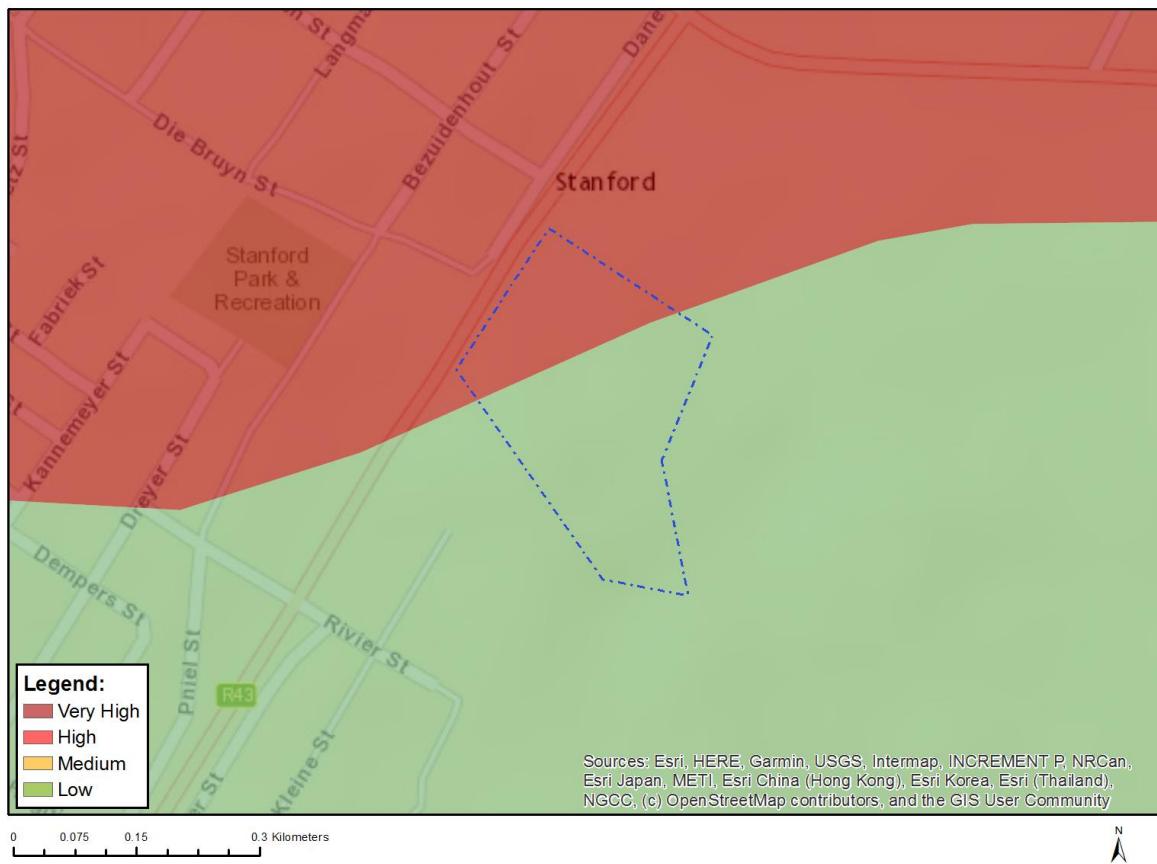 St
Langma
Dane
Bezuidenhout St
Die Bruyn St
Stanford
Stanford
Park &
Recreation
Fabriek St
Kannemeyer St
Dreyer St
Dempers St
Pniel St
Rivier St
R43
Kleine St
Legend:
Very High
High
Medium
Low
Sources: Esri, HERE, Garmin, USGS, Intermap, INCREMENT P, NRCan,
Esri Japan, METI, Esri China (Hong Kong), Esri Korea, Esri (Thailand),
NGCC, (c) OpenStreetMap contributors, and the GIS User Community
0 0.075 0.15 0.3 Kilometers
N